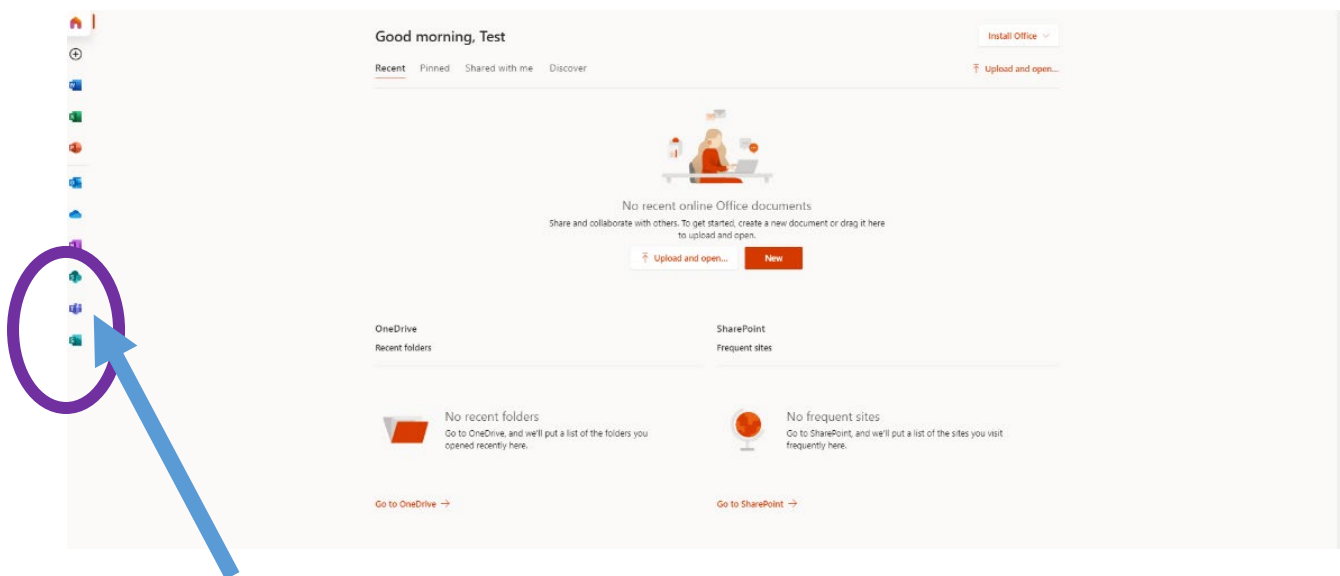 Good morning, Test
Install Office
Recent Pinned Shared with me Discover
Upload and open...
No recent online Office documents
Share and collaborate with others. To get started, create a new document or drag it here
to upload and open.
Upload and open... New
OneDrive
Recent folders
SharePoint
Frequent sites
No recent folders
Go to OneDrive, and we'll put a list of the folders you
opened recently here.
No frequent sites
Go to SharePoint, and we'll put a list of the sites you visit
frequently here.
Go to OneDrive →
Go to SharePoint →